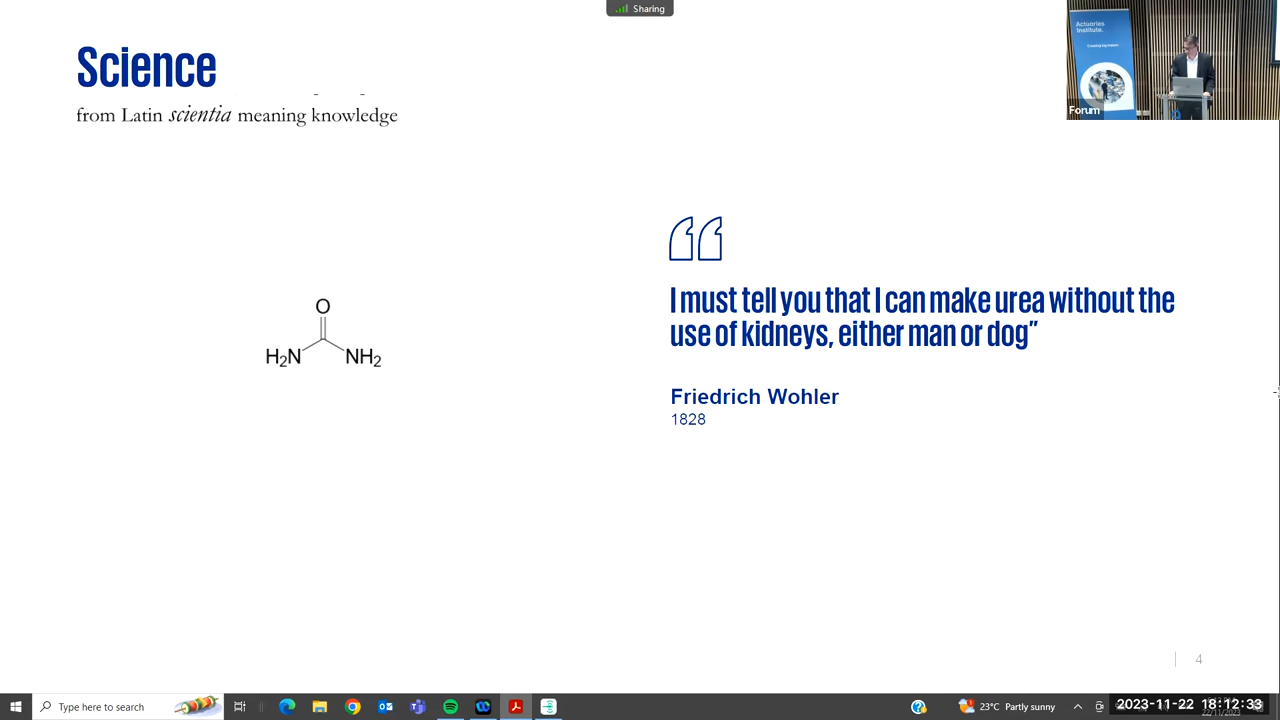 Sharing
Science
from Latin scientia meaning knowledge
Actuaries
Institute.
Forum
I must tell you that I can make urea without the
use of kidneys, either man or dog”
Friedrich Wohler
1828
O
H₂N
NH₂
4
Type here to search
23°C Partly sunny
2023-11-22 18:12:33